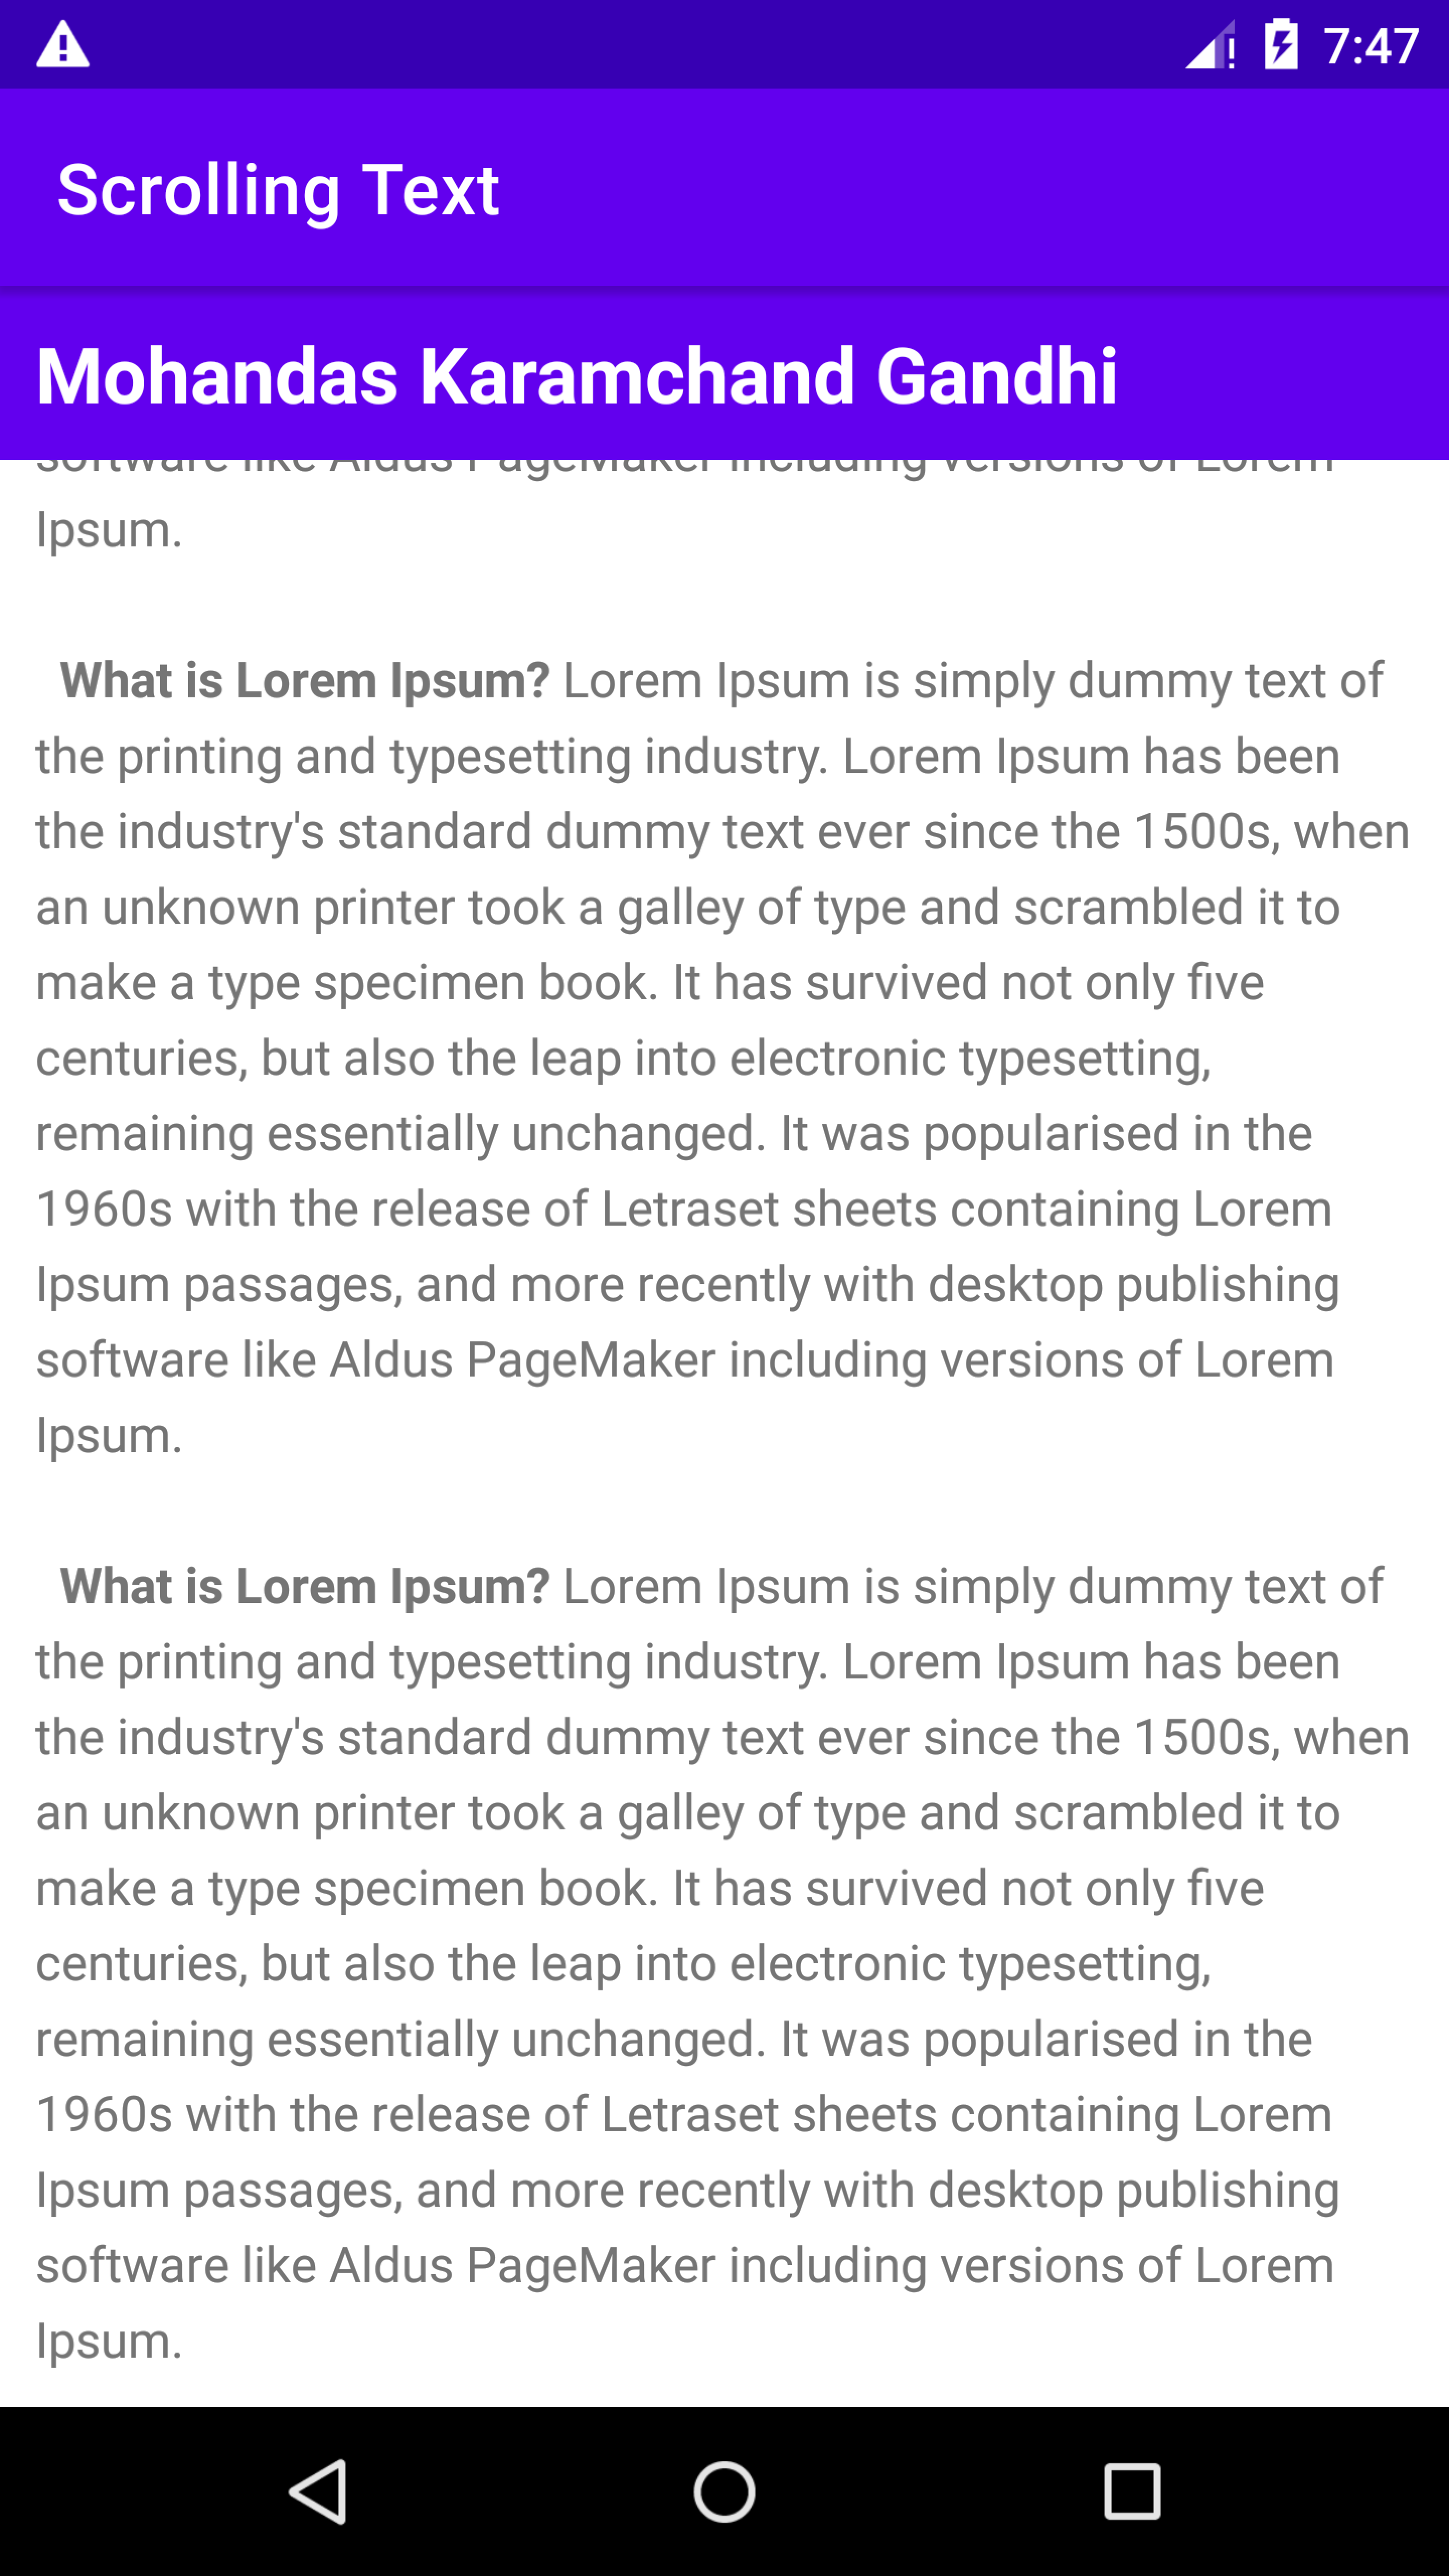 7:47
Scrolling Text
Mohandas Karamchand Gandhi
software like Aldus PageMaker including versions of Lorem
Ipsum.
What is Lorem Ipsum? Lorem Ipsum is simply dummy text of
the printing and typesetting industry. Lorem Ipsum has been
the industry's standard dummy text ever since the 1500s, when
an unknown printer took a galley of type and scrambled it to
make a type specimen book. It has survived not only five
centuries, but also the leap into electronic typesetting,
remaining essentially unchanged. It was popularised in the
1960s with the release of Letraset sheets containing Lorem
Ipsum passages, and more recently with desktop publishing
software like Aldus PageMaker including versions of Lorem
Ipsum.
What is Lorem Ipsum? Lorem Ipsum is simply dummy text of
the printing and typesetting industry. Lorem Ipsum has been
the industry's standard dummy text ever since the 1500s, when
an unknown printer took a galley of type and scrambled it to
make a type specimen book. It has survived not only five
centuries, but also the leap into electronic typesetting,
remaining essentially unchanged. It was popularised in the
1960s with the release of Letraset sheets containing Lorem
Ipsum passages, and more recently with desktop publishing
software like Aldus PageMaker including versions of Lorem
Ipsum.